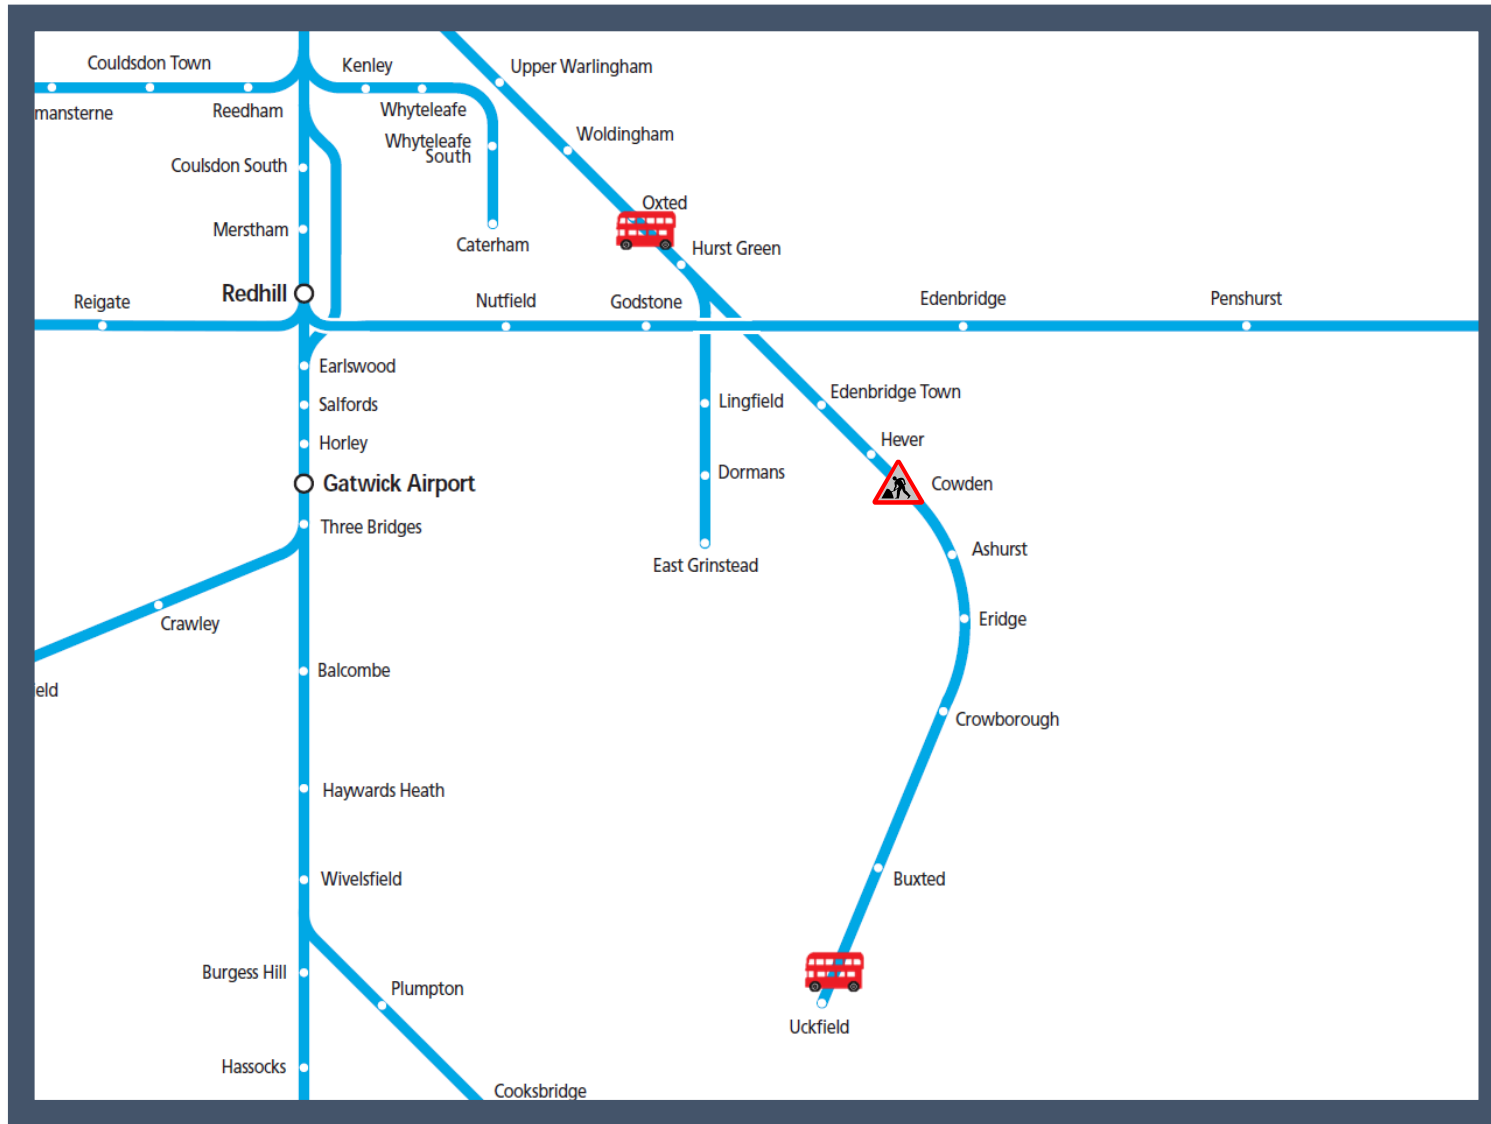 Couldsdon Town
Kenley
Upper Warlingham
mansterne
Reedham
Whyteleafe
Woldingham
Whyteleafe
South
Coulsdon South
Oxted
Merstham
Caterham
Hurst Green
Redhill
Reigate
Nutfield
Godstone
Edenbridge
Penshurst
Earlswood
Salfords
Lingfield
Edenbridge Town
Horley
Hever
Gatwick Airport
Dormans
Cowden
Three Bridges
Ashurst
East Grinstead
Crawley
Eridge
Balcombe
ield
Crowborough
Haywards Heath
Wivelsfield
Buxted
Burgess Hill
Plumpton
Uckfield
Hassocks
Cooksbridge